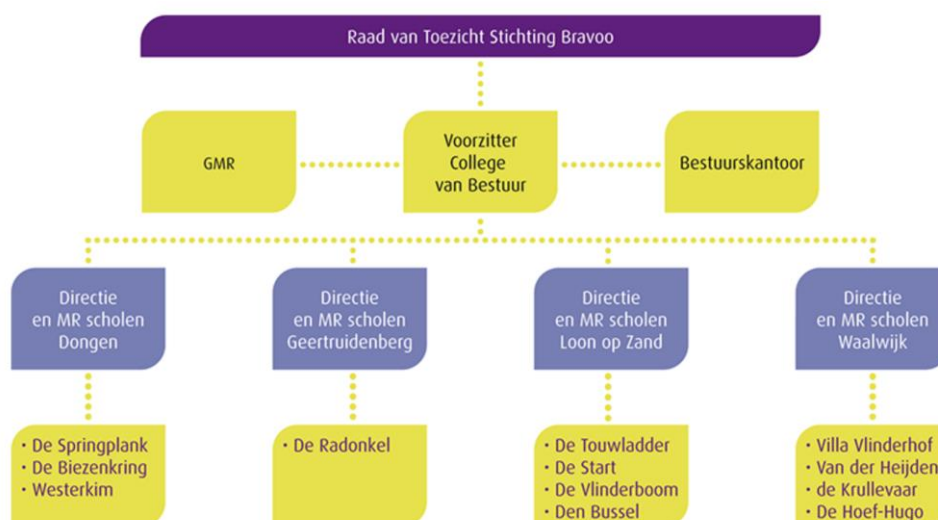 Raad van Toezicht Stichting Bravoo
GMR
Voorzitter
College
van Bestuur
Bestuurskantoor
Directie
en MR scholen
Dongen
Directie
en MR scholen
Geertruidenberg
Directie
en MR scholen
Loon op Zand
Directie
en MR scholen
Waalwijk
• De Springplank
• De Biezenkring
• Westerkim
• De Radonkel
• De Touwladder
• De Start
• De Vlinderboom
• Den Bussel
• Villa Vlinderhof
• Van der Heijden
• de Krullevaar
• De Hoef-Hugo